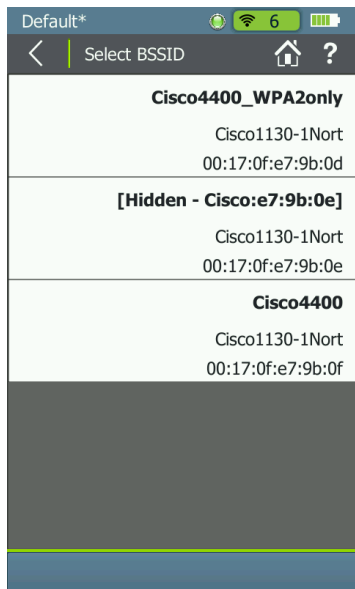 Default*
6
Select BSSID
?
Cisco4400_WPA2only
Cisco1130-1Nort
00:17:0f:e7:9b:0d
[Hidden - Cisco:e7:9b:0e]
Cisco1130-1Nort
00:17:0f:e7:9b:0e
Cisco4400
Cisco1130-1Nort
00:17:0f:e7:9b:0f